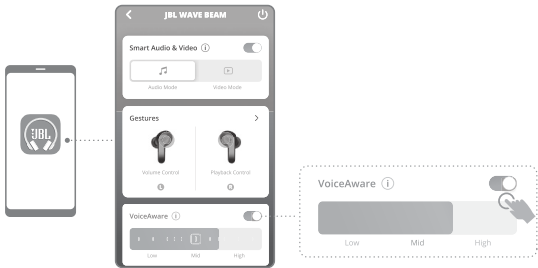 JBL WAVE BEAM
Smart Audio & Video
Audio Mode
Video Mode
Gestures
Volume Control
Playback Control
L
R
VoiceAware
Low
Mid
High
JBL
VoiceAware
Low
Mid
High